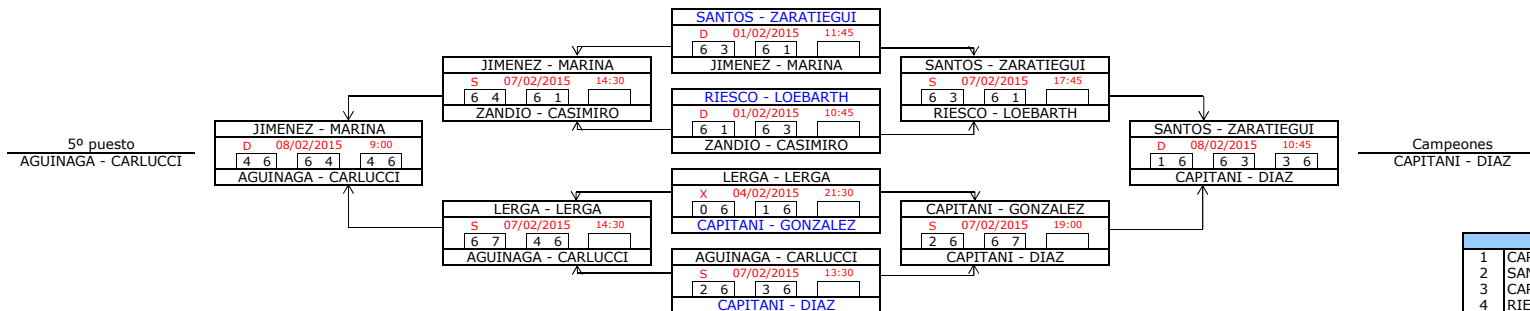 SANTOS - ZARATIEGUI
D 01/02/2015 11:45
6 3 6 1
JIMENEZ - MARINA
JIMENEZ - MARINA
S 07/02/2015 14:30
6 4 6 1
ZANDIO - CASIMIRO
SANTOS - ZARATIEGUI
S 07/02/2015 17:45
6 3 6 1
RIESCO - LOEBARTH
RIESCO - LOEBARTH
D 01/02/2015 10:45
6 1 6 3
ZANDIO - CASIMIRO
5º puesto
AGUINAGA - CARLUCCI
JIMENEZ - MARINA
D 08/02/2015 9:00
4 6 6 4 4 6
AGUINAGA - CARLUCCI
SANTOS - ZARATIEGUI
D 08/02/2015 10:45
1 6 6 3 3 6
CAPITANI - DIAZ
Campeones
CAPITANI - DIAZ
LERGA - LERGA
X 04/02/2015 21:30
0 6 1 6
CAPITANI - GONZALEZ
LERGA - LERGA
S 07/02/2015 14:30
6 7 4 6
AGUINAGA - CARLUCCI
CAPITANI - GONZALEZ
S 07/02/2015 19:00
2 6 6 7
CAPITANI - DIAZ
AGUINAGA - CARLUCCI
S 07/02/2015 13:30
2 6 3 6
CAPITANI - DIAZ
1 CAP
2 SAN
3 CAP
4 RIE